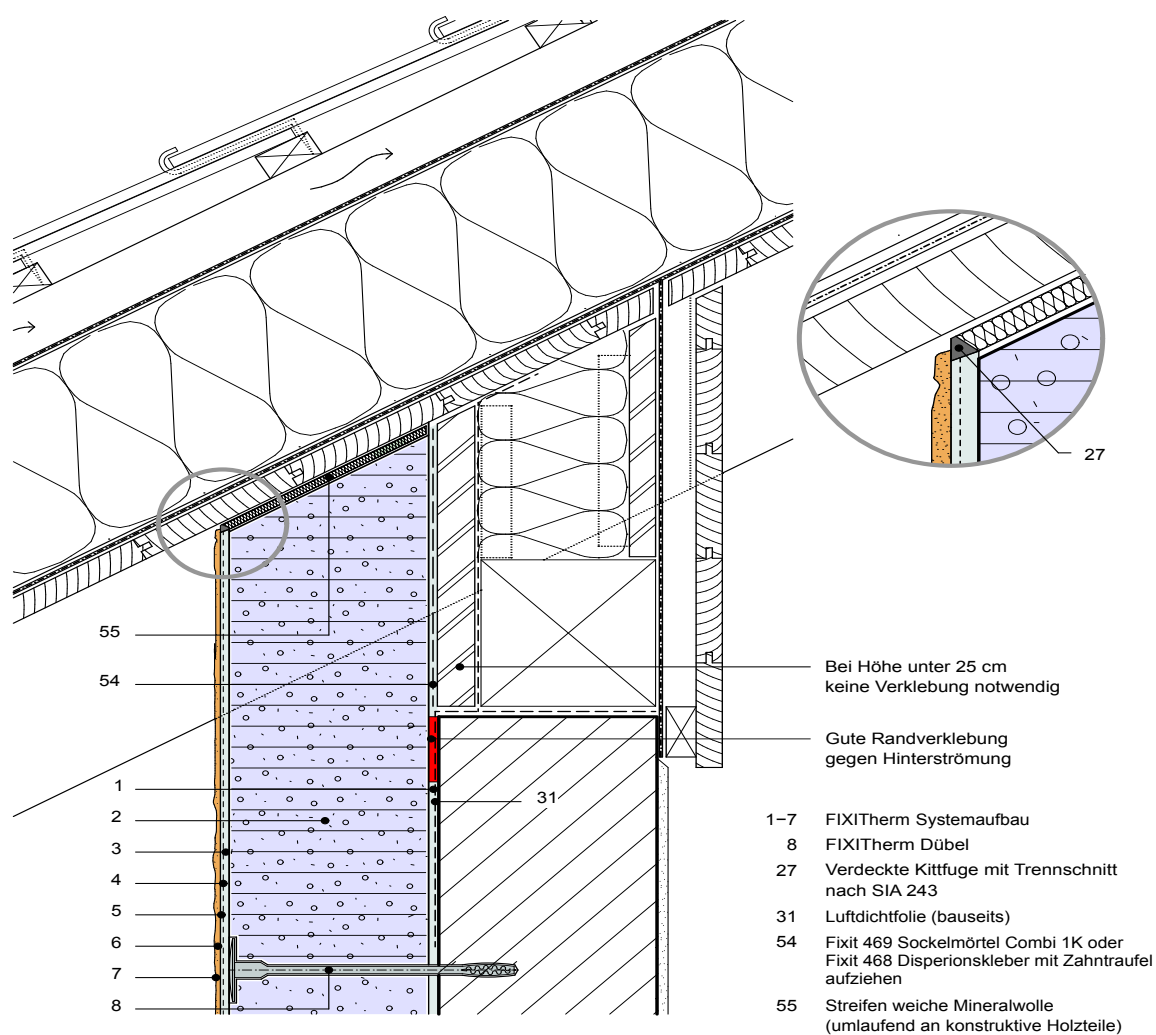 27
55
54
Bei Höhe unter 25 cm
keine Verklebung notwendig
Gute Randverklebung
gegen Hinterströmung
1
31
2
3
4
5
6
7
8
1–7 FIXITherm Systemaufbau
8 FIXITherm Dübel
27 Verdeckte Kittfuge mit Trennschnitt
nach SIA 243
31 Luftdichtfolie (bauseits)
54 Fixit 469 Sockelmörtel Combi 1K oder
Fixit 468 Disperionskleber mit Zahntraufel
aufziehen
55 Streifen weiche Mineralwolle
(umlaufend an konstruktive Holzteile)